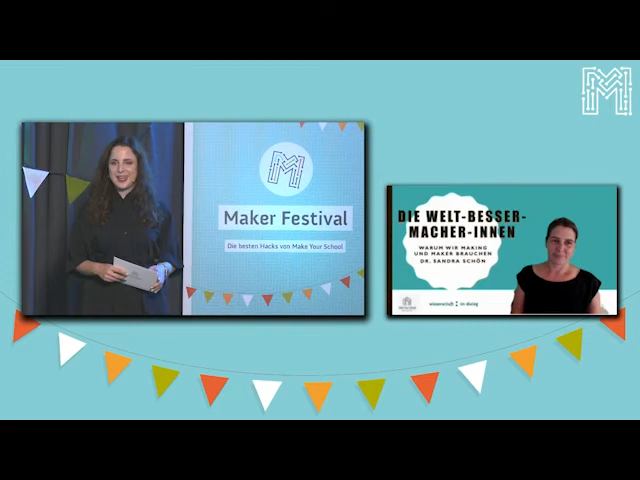 Maker Festival
Die besten Hacks von Make Your School
DIE WELT-BESSER-
MACHER-INNEN
WARUM WIR MAKING
UND MAKER BRAUCHEN
DR. SANDRA SCHÖN
wissenschaft : im dialog